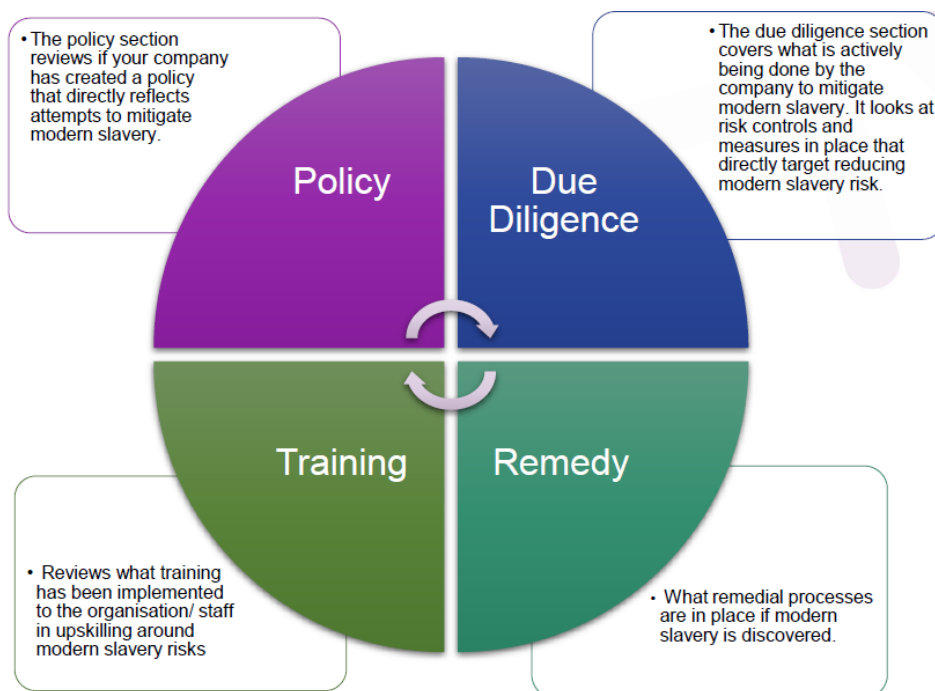 • The policy section
reviews if your company
has created a policy
that directly reflects
attempts to mitigate
modern slavery.
• The due diligence section
covers what is actively
being done by the
company to mitigate
modern slavery. It looks at
risk controls and
measures in place that
directly target reducing
modern slavery risk.
Policy
Due
Diligence
Training
Remedy
• Reviews what training
has been implemented
to the organisation/ staff
in upskilling around
modern slavery risks
• What remedial processes
are in place if modern
slavery is discovered.